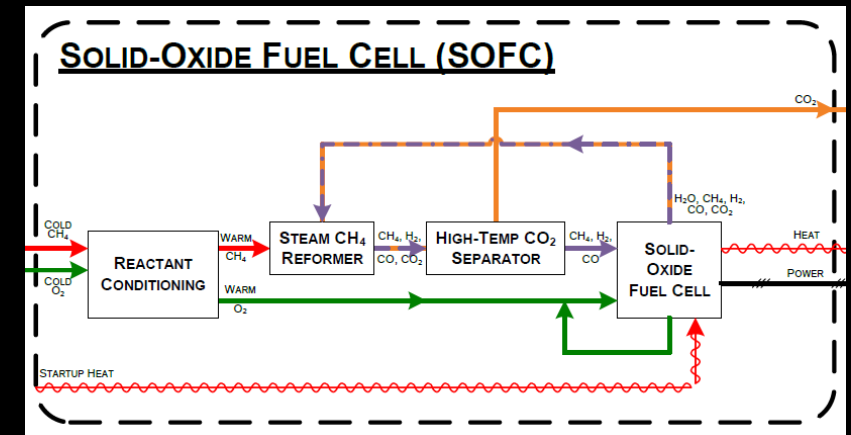 SOLID-OXIDE FUEL CELL (SOFC)
CO₂
H₂O, CH₄, H₂,
CO, CO₂
COLD
CH₄
WARM
CH₄
STEAM CH₄
REFORMER
CH₄, H₂,
CO, CO₂
HIGH-TEMP CO₂
SEPARATOR
CH₄, H₂,
CO
SOLID-
OXIDE
FUEL CELL
HEAT
POWER
REACTANT
CONDITIONING
COLD
O₂
WARM
O₂
STARTUP HEAT